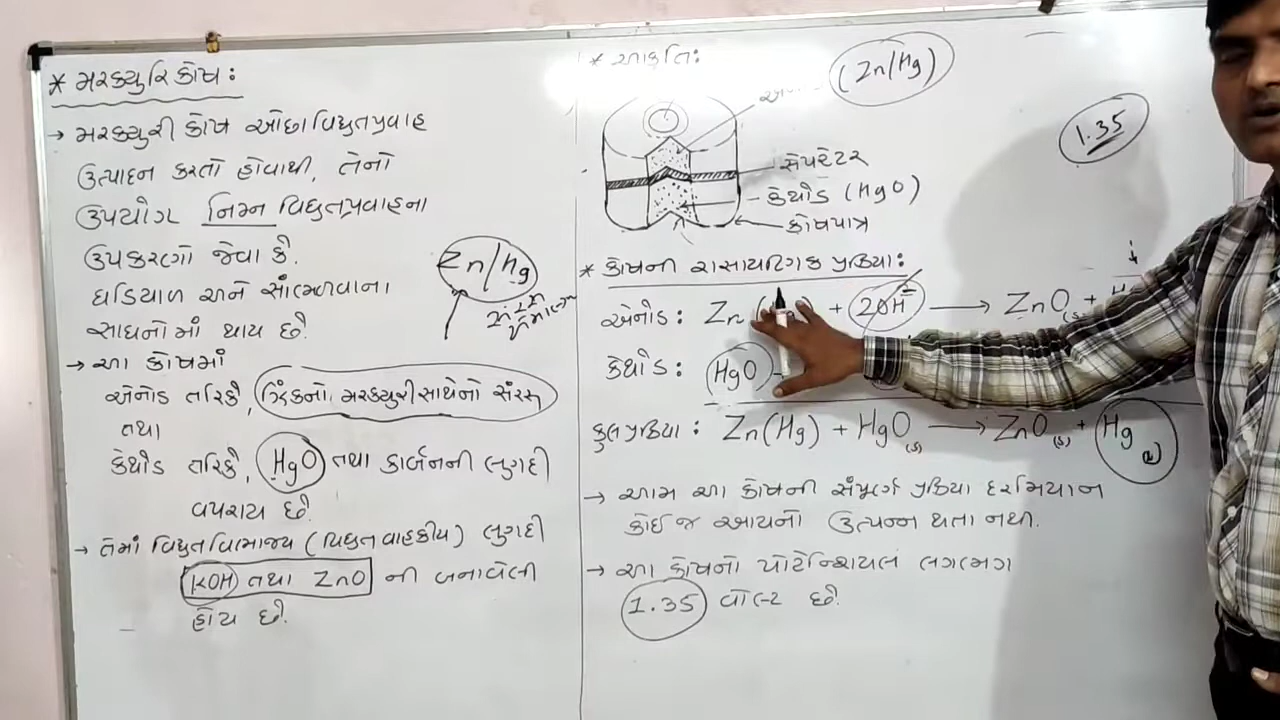 * મરક્યુરિ કોષ :
→ મરક્યુરી કોષ ઓછા વિદ્યુતપ્રવાહ
ઉત્પાદન કરતો હોવાથી, તેનો
ઉપયોગ નિમ્ન વિદ્યુતપ્રવાહના
ઉપકરણો જેવા કે.
ઘડિયાળ અને સાંભળવાના
સાધનોમાં થાય છે.
Zn/Hg
→ આ કોષમાં
એનોડ તરિકે, ઝિંકનો મરક્યુરી સાથેનો સંરસ
તથા
કેથોડ તરિકે, HgO તથા કાર્બનની લુગદી
વપરાય છે.
→ તેમાં વિદ્યુતવિભાજ્ય (વિદ્યુત વાહકીય) લુગદી
KOH તથા ZnO ની બનાવેલી
હોય છે.
* આકૃતિ:
(Zn/Hg)
1.35
સેપરેટર
કેથોડ (HgO)
કોષપાત્ર
* કોષની રાસાયણિક પ્રક્રિયા:
એનોડ: Zn + 2OH⁻ → ZnO(s) +
કેથોડ: HgO
કુલ પ્રક્રિયા: Zn(Hg) + HgO(s) → ZnO(s) + Hg(l)
→ આમ આ કોષની સંપૂર્ણ પ્રક્રિયા દરમિયાન
કોઈ જ આયનો ઉત્પન્ન થતા નથી.
→ આ કોષનો પોટેન્શિયલ લગભગ
1.35 વોલ્ટ છે.